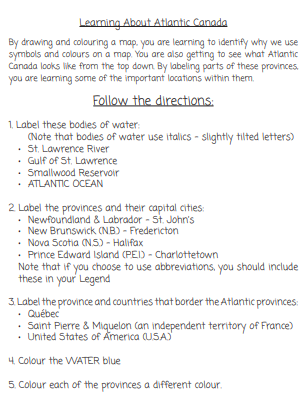 Learning About Atlantic Canada
By drawing and colouring a map, you are learning to identify why we use
symbols and colours on a map. You are also getting to see what Atlantic
Canada looks like from the top down. By labeling parts of these provinces,
you are learning some of the important locations within them.
Follow the directions:
1. Label these bodies of water:
(Note that bodies of water use italics - slightly tilted letters)
• St. Lawrence River
• Gulf of St. Lawrence
• Smallwood Reservoir
• ATLANTIC OCEAN
2. Label the provinces and their capital cities:
• Newfoundland & Labrador - St. John's
• New Brunswick (N.B.) - Fredericton
• Nova Scotia (N.S.) - Halifax
• Prince Edward Island (P.E.I.) - Charlottetown
Note that if you choose to use abbreviations, you should include
these in your Legend
3. Label the province and countries that border the Atlantic provinces:
• Québec
• Saint Pierre & Miquelon (an independent territory of France)
• United States of America (U.S.A.)
4. Colour the WATER blue
5. Colour each of the provinces a different colour.